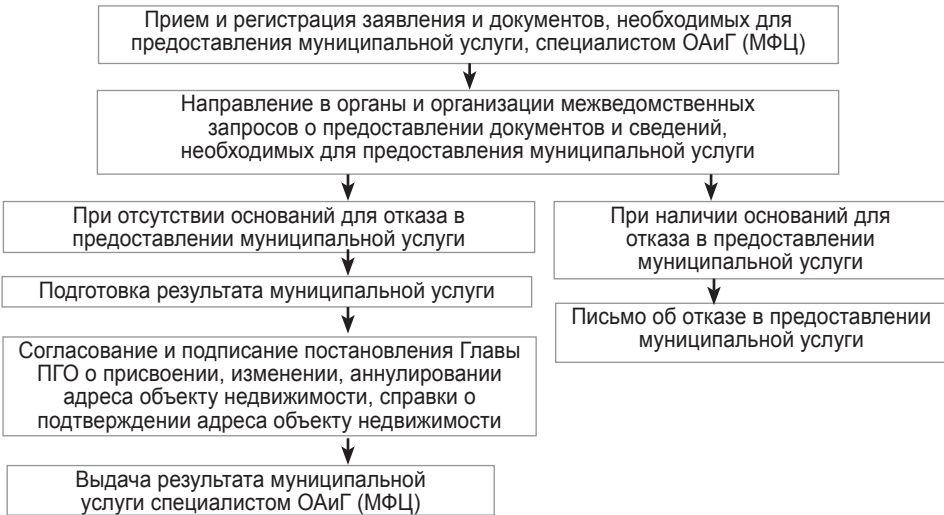 Прием и регистрация заявления и документов, необходимых для
предоставления муниципальной услуги, специалистом ОАиГ (МФЦ)
Направление в органы и организации межведомственных
запросов о предоставлении документов и сведений,
необходимых для предоставления муниципальной услуги
При отсутствии оснований для отказа в
предоставлении муниципальной услуги
Подготовка результата муниципальной услуги
Согласование и подписание постановления Главы
ПГО о присвоении, изменении, аннулировании
адреса объекту недвижимости, справки о
подтверждении адреса объекту недвижимости
Выдача результата муниципальной
услуги специалистом ОАиГ (МФЦ)
При наличии оснований для
отказа в предоставлении
муниципальной услуги
Письмо об отказе в предоставлении
муниципальной услуги